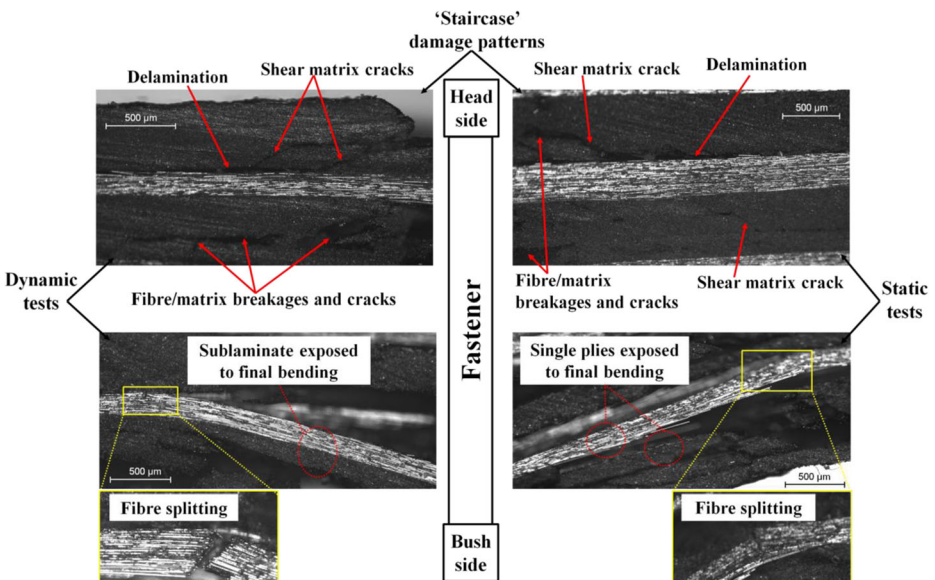 ‘Staircase’
damage patterns
Delamination
Shear matrix cracks
Shear matrix crack
Delamination
Head
side
500 µm
500 µm
Dynamic
tests
Fibre/matrix breakages and cracks
Fastener
Fibre/matrix
breakages and cracks
Shear matrix crack
Static
tests
Sublaminate exposed
to final bending
Single plies exposed
to final bending
500 µm
500 µm
Fibre splitting
Fibre splitting
Bush
side